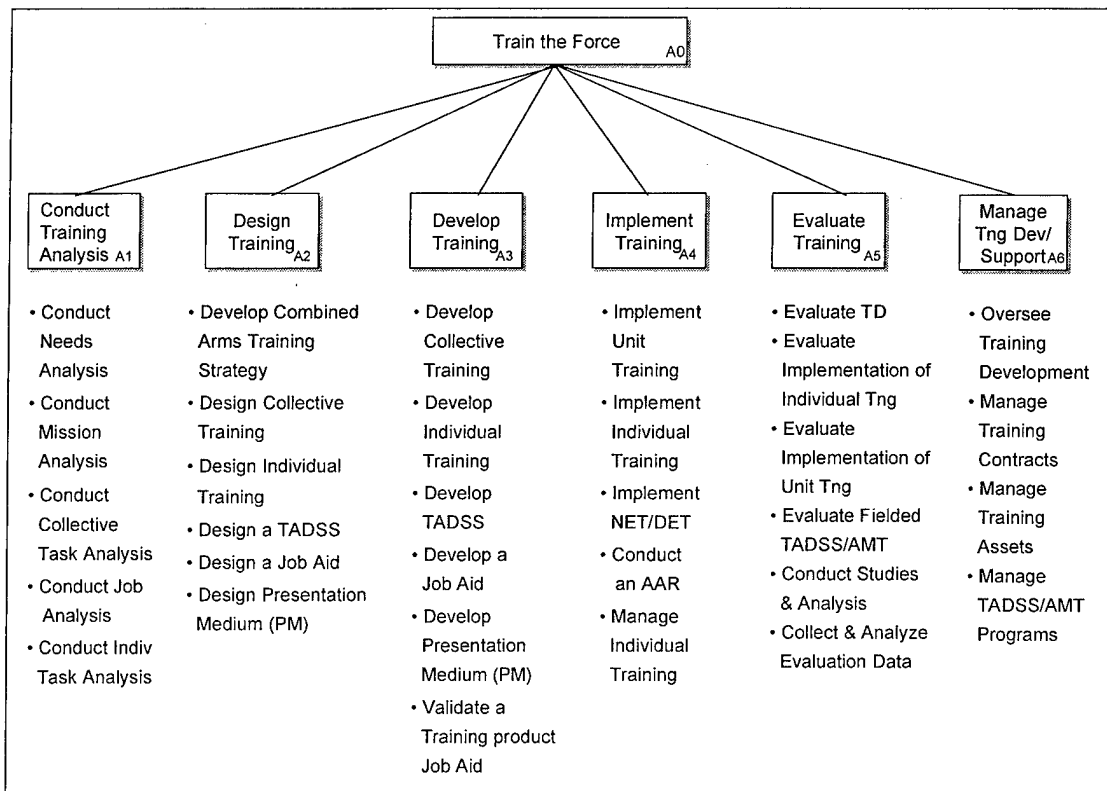 Train the Force A0
Conduct
Training
Analysis A1
• Conduct
Needs
Analysis
• Conduct
Mission
Analysis
• Conduct
Collective
Task Analysis
• Conduct Job
Analysis
• Conduct Indiv
Task Analysis
Design
Training A2
• Develop Combined
Arms Training
Strategy
• Design Collective
Training
• Design Individual
Training
• Design a TADSS
• Design a Job Aid
• Design Presentation
Medium (PM)
Develop
Training A3
• Develop
Collective
Training
• Develop
Individual
Training
• Develop
TADSS
• Develop a
Job Aid
• Develop
Presentation
Medium (PM)
• Validate a
Training product
Job Aid
Implement
Training A4
• Implement
Unit
Training
• Implement
Individual
Training
• Implement
NET/DET
• Conduct
an AAR
• Manage
Individual
Training
Evaluate
Training A5
• Evaluate TD
• Evaluate
Implementation of
Individual Tng
• Evaluate
Implementation of
Unit Tng
• Evaluate Fielded
TADSS/AMT
• Conduct Studies
& Analysis
• Collect & Analyze
Evaluation Data
Manage
Tng Dev/
Support A6
• Oversee
Training
Development
• Manage
Training
Contracts
• Manage
Training
Assets
• Manage
TADSS/AMT
Programs